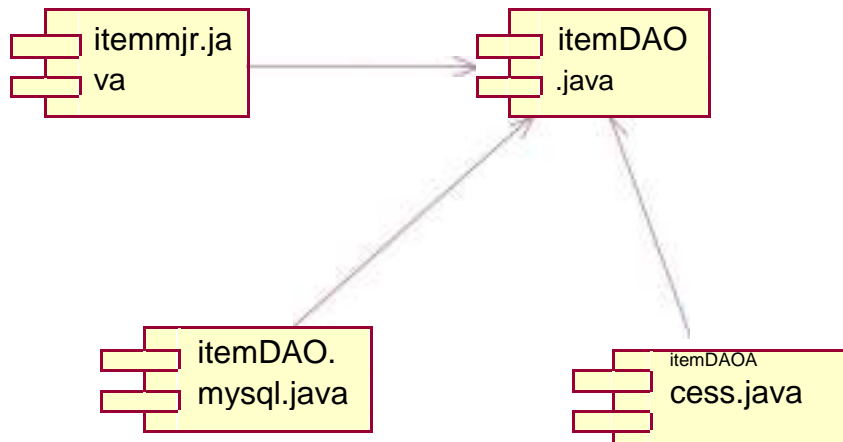 itemmjr.ja
va
itemDAO
.java
itemDAO.
mysql.java
itemDAOA
cess.java